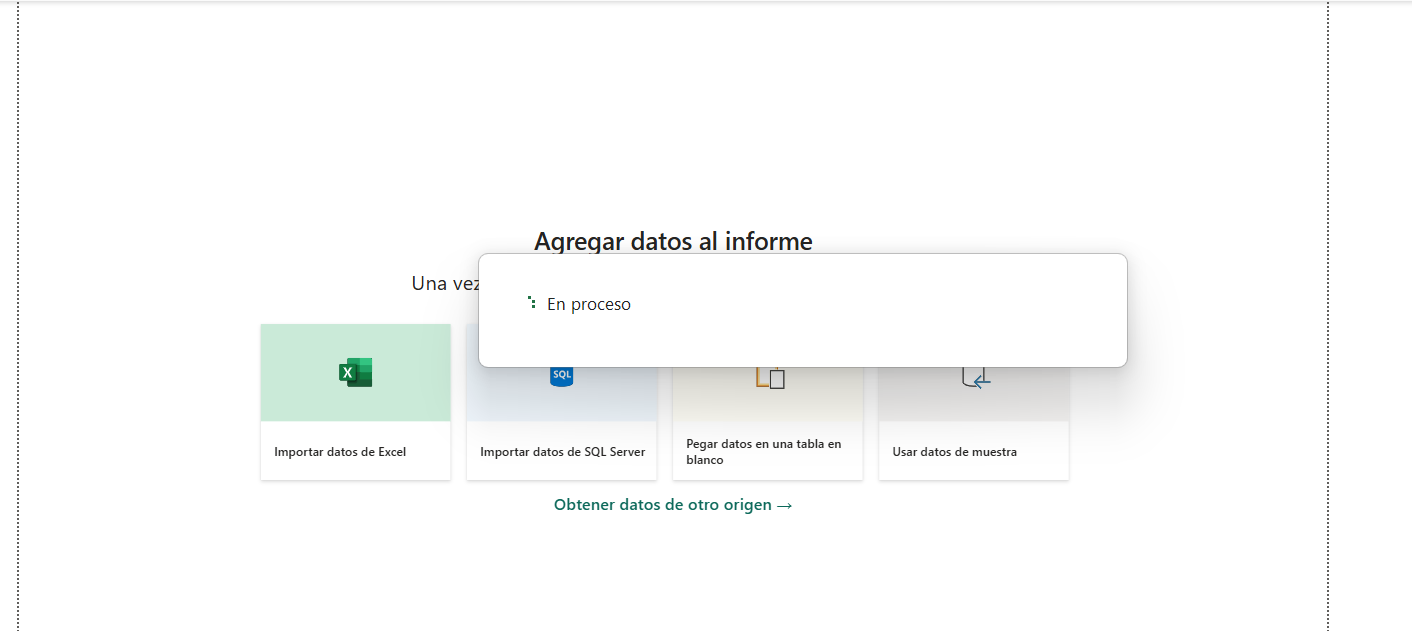 Agregar datos al informe
Una vez
En proceso
X
SQL
Importar datos de Excel
Importar datos de SQL Server
Pegar datos en una tabla en
blanco
Usar datos de muestra
Obtener datos de otro origen →